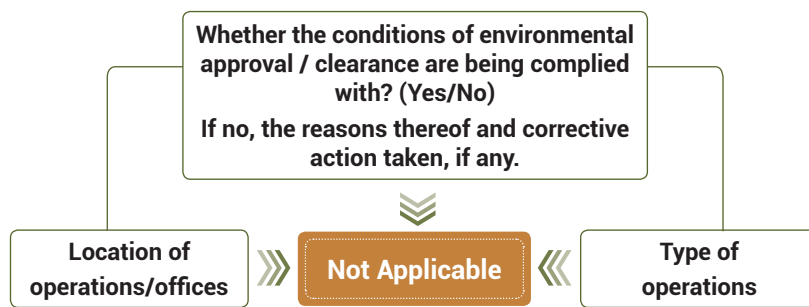 Whether the conditions of environmental
approval / clearance are being complied
with? (Yes/No)
If no, the reasons thereof and corrective
action taken, if any.
Location of
operations/offices
Not Applicable
Type of
operations